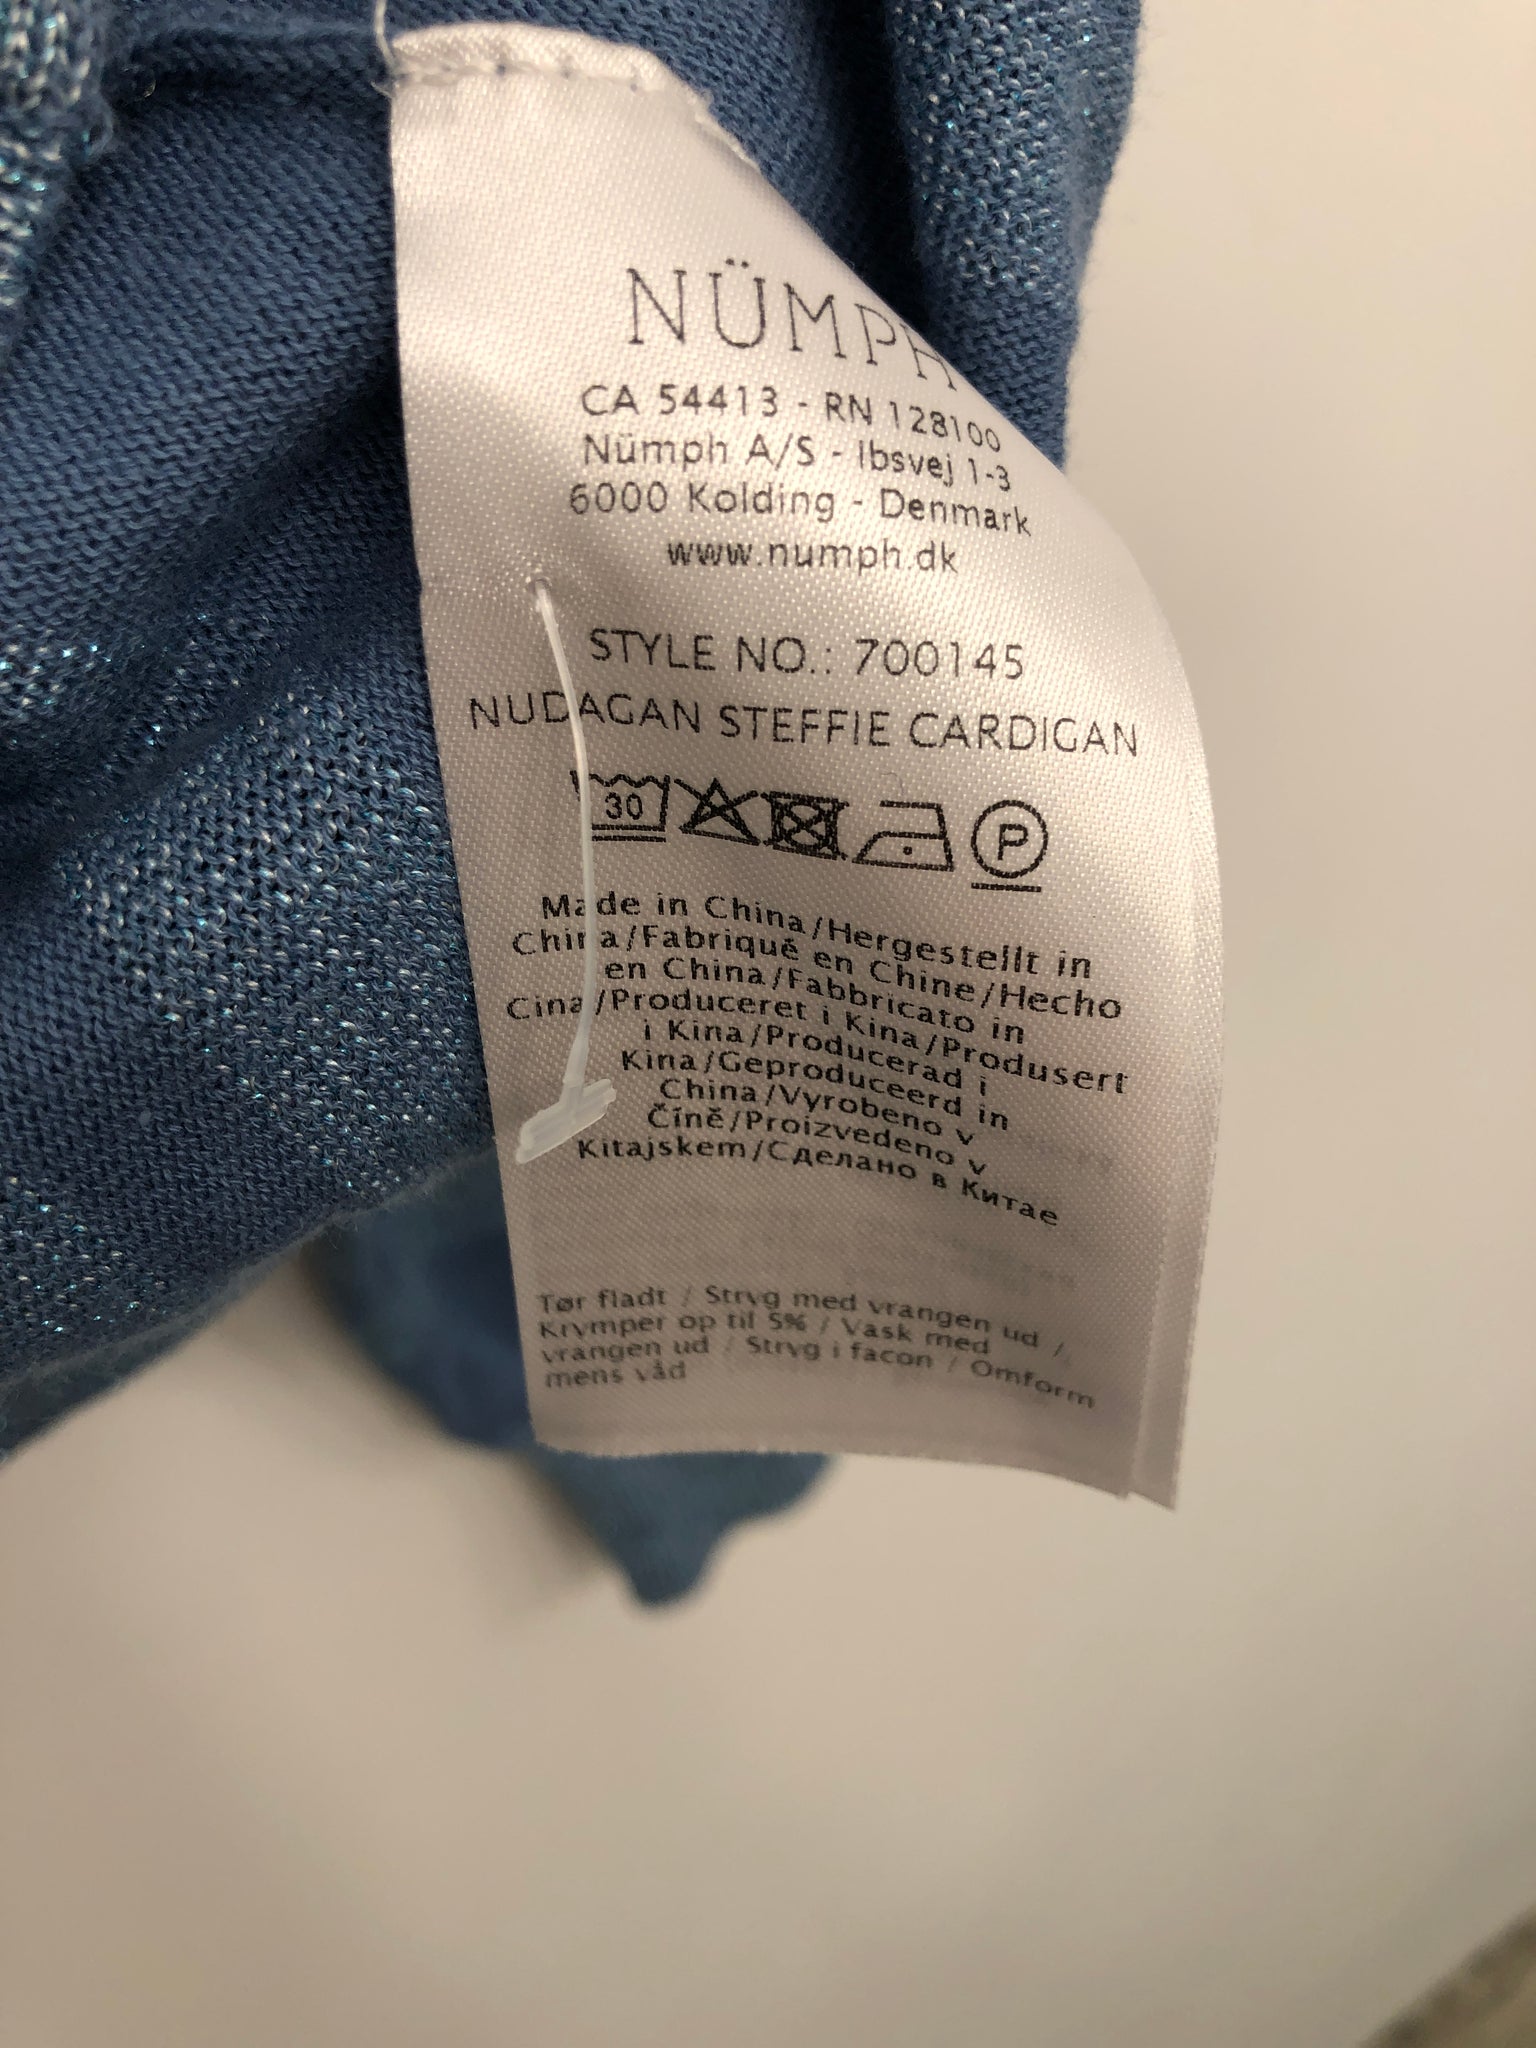 NÜMPH
CA 54413 - RN 128100
Nümph A/S - Ibsvej 1-3
6000 Kolding - Denmark
www.numph.dk
STYLE NO.: 700145
NUDAGAN STEFFIE CARDIGAN
30 P
Made in China/Hergestellt in
China/Fabriqué en Chine/Hecho
en China/Fabbricato in
Cina/Produceret i Kina/Produsert
i Kina/Producerad i
Kina/Geproduceerd in
China/Vyrobeno v
Číně/Proizvedeno v
Kitajskem/Сделано в Китае
Tør fladt / Stryg med vrangen ud /
Krymper op til 5% / Vask med
vrangen ud / Stryg i facon / Omform
mens våd